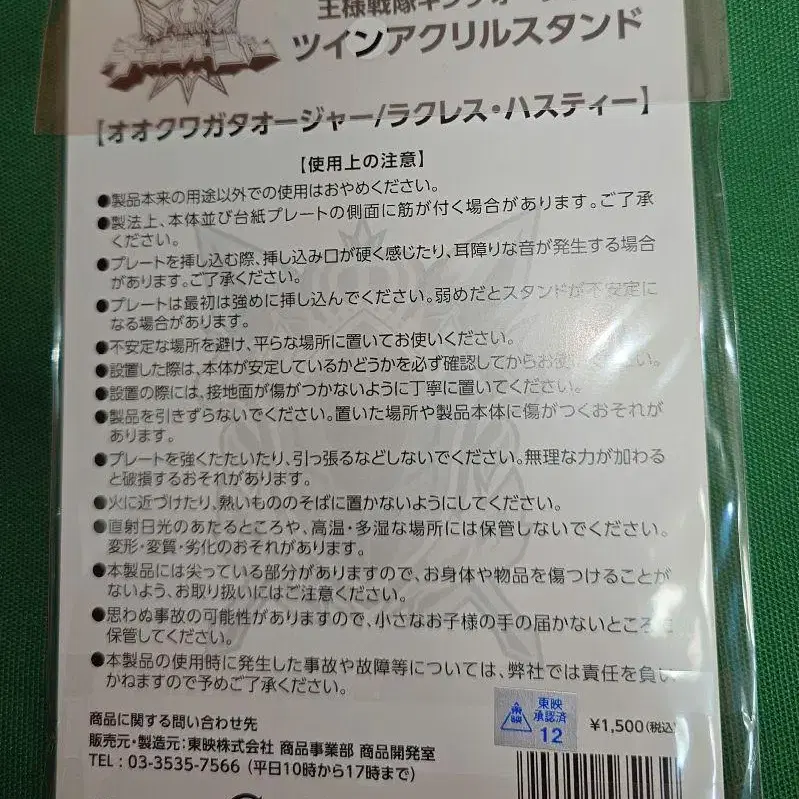 王様戦隊キングオージャー
ツインアクリルスタンド
【オオクワガタオージャー/ラクレス・ハスティー】
【使用上の注意】
●製品本来の用途以外での使用はおやめください。
●製法上、本体並び台紙プレートの側面に筋が付く場合があります。ご了承
ください。
●プレートを挿し込む際、挿し込み口が硬く感じたり、耳障りな音が発生する場合
があります。ご了承ください。
●プレートは最初は強めに挿し込んでください。弱めだとスタンドが不安定に
なる場合があります。
●不安定な場所を避け、平らな場所に置いてお使いください。
●設置した際は、本体が安定しているかどうかを必ず確認してからお使いください。
●設置の際には、接地面が傷がつかないように丁寧に置いてください。
●製品を引きずらないでください。置いた場所や製品本体に傷がつくおそれが
あります。
●プレートを強くたたいたり、引っ張るなどしないでください。無理な力が加わる
と破損するおそれがあります。
●火に近づけたり、熱いもののそばに置かないようにしてください。
●直射日光のあたるところや、高温・多湿な場所には保管しないでください。
変形・変質・劣化のおそれがあります。
●本製品には尖っている部分がありますので、お身体や物品を傷つけることが
ないよう、お取り扱いにはご注意ください。
●思わぬ事故の可能性がありますので、小さなお子様の手の届かないところに
保管してください。
●本製品の使用時に発生した事故や故障等については、弊社では責任を負い
かねますので予めご了承ください。
東映
承認済
12
¥1,500(税込)
商品に関する問い合わせ先
販売元・製造元:東映株式会社 商品事業部 商品開発室
TEL : 03-3535-7566 (平日10時から17時まで)